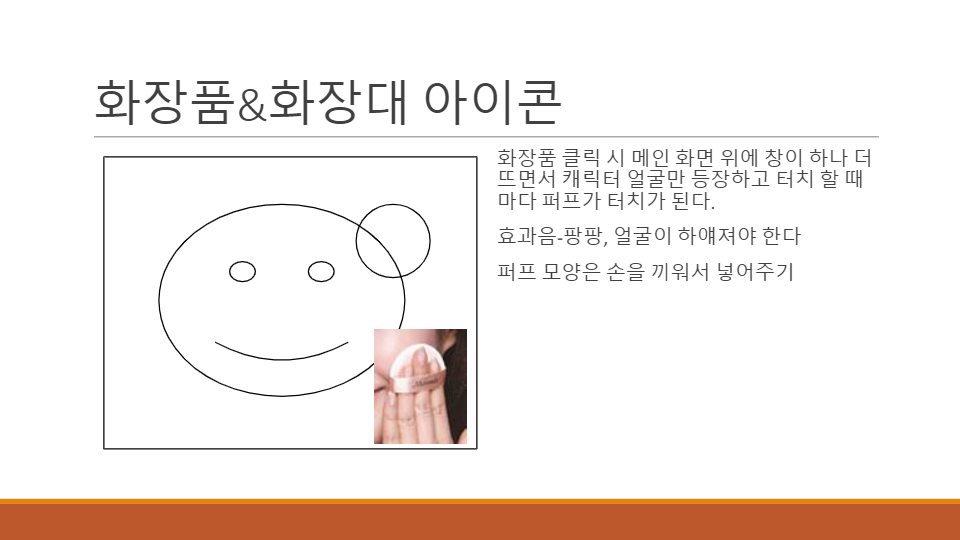 화장품&화장대 아이콘
화장품 클릭 시 메인 화면 위에 창이 하나 더
뜨면서 캐릭터 얼굴만 등장하고 터치 할 때
마다 퍼프가 터치가 된다.
효과음-팡팡, 얼굴이 하얘져야 한다
퍼프 모양은 손을 끼워서 넣어주기